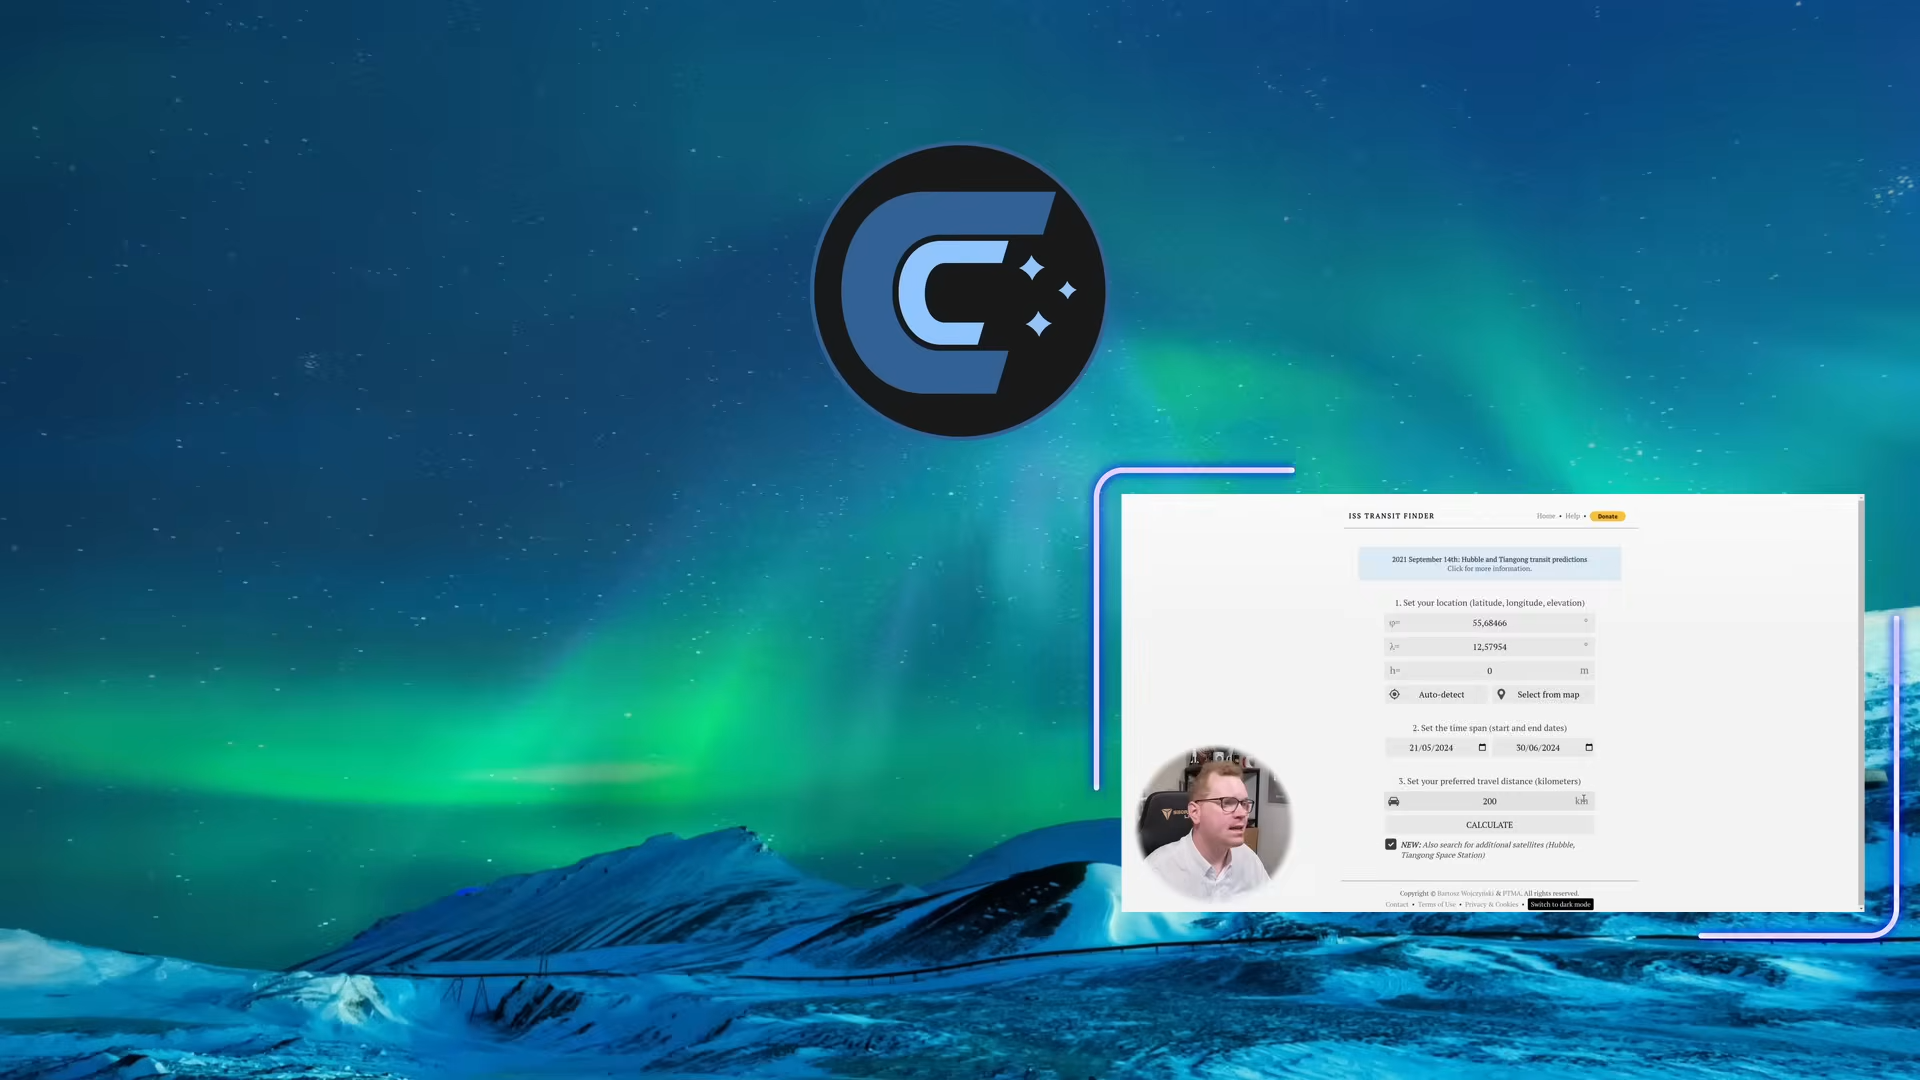 ISS TRANSIT FINDER
Home • Help • Donate
2021 September 14th: Hubble and Tiangong transit predictions
Click for more information.
1. Set your location (latitude, longitude, elevation)
φ= 55,68466 °
λ= 12,57954 °
h= 0 m
Auto-detect Select from map
2. Set the time span (start and end dates)
21/05/2024 30/06/2024
3. Set your preferred travel distance (kilometers)
200 km
CALCULATE
NEW: Also search for additional satellites (Hubble,
Tiangong Space Station)
Copyright © Bartosz Wojczyński & PTMA. All rights reserved.
Contact • Terms of Use • Privacy & Cookies • Switch to dark mode